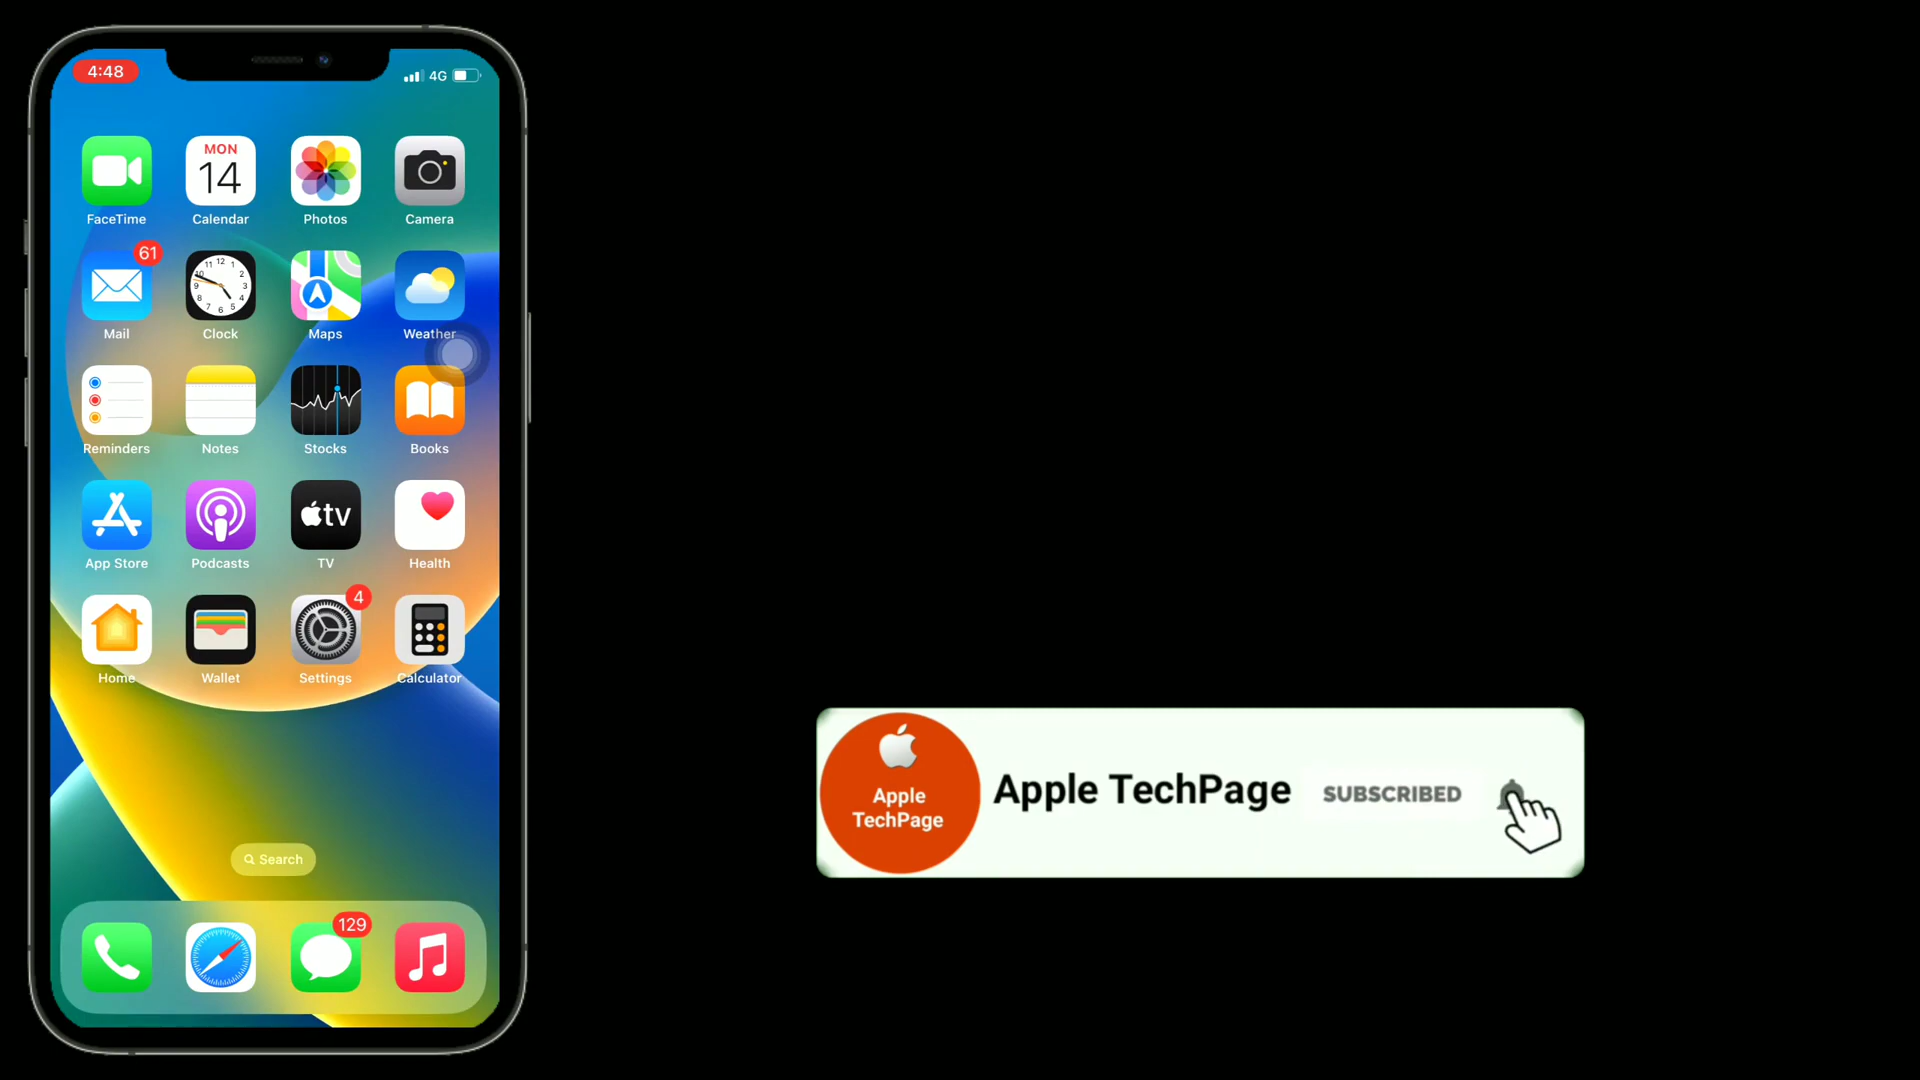 4:48
4G
MON
14
FaceTime
Calendar
Photos
Camera
61
Mail
Clock
Maps
Weather
Reminders
Notes
Stocks
Books
tv
App Store
Podcasts
TV
Health
4
Home
Wallet
Settings
Calculator
Search
129
Apple
TechPage
Apple TechPage
SUBSCRIBED